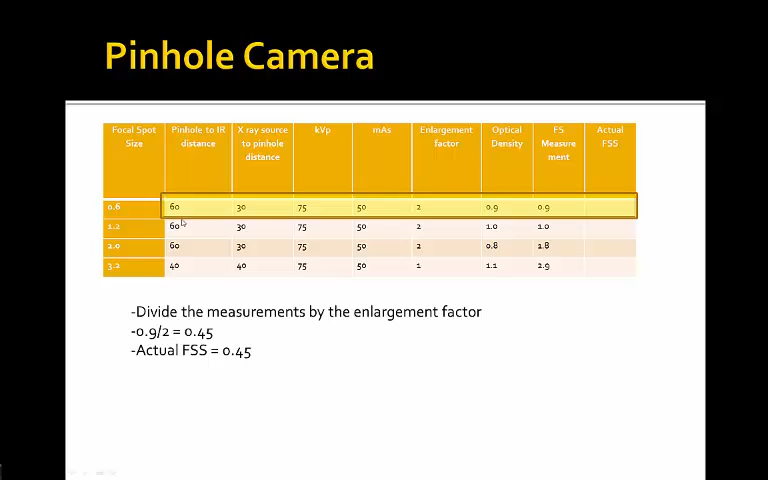 Pinhole Camera
Focal Spot Size Pinhole to IR distance X ray source to pinhole distance kVp mAs Enlargement factor Optical Density FS Measure ment Actual FSS
0.6 60 30 75 50 2 0.9 0.9
1.2 60 30 75 50 2 1.0 1.0
2.0 60 30 75 50 2 0.8 1.8
3.2 40 40 75 50 1 1.1 2.9
-Divide the measurements by the enlargement factor
-0.9/2 = 0.45
-Actual FSS = 0.45